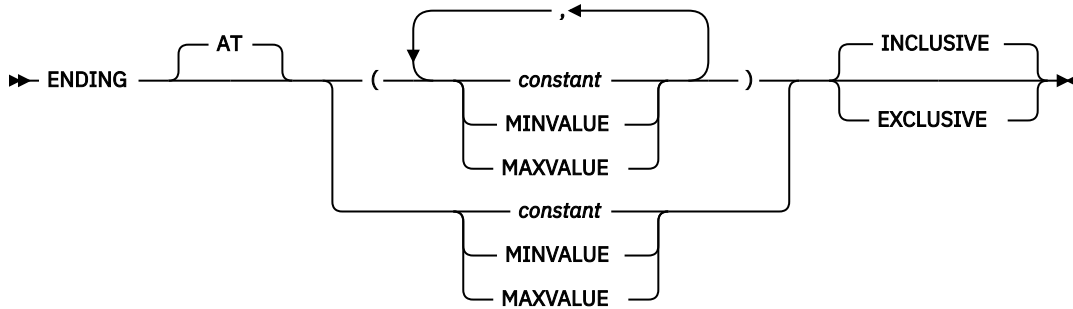 ,
AT
INCLUSIVE
ENDING ( constant )
MINVALUE
EXCLUSIVE
MAXVALUE
constant
MINVALUE
MAXVALUE